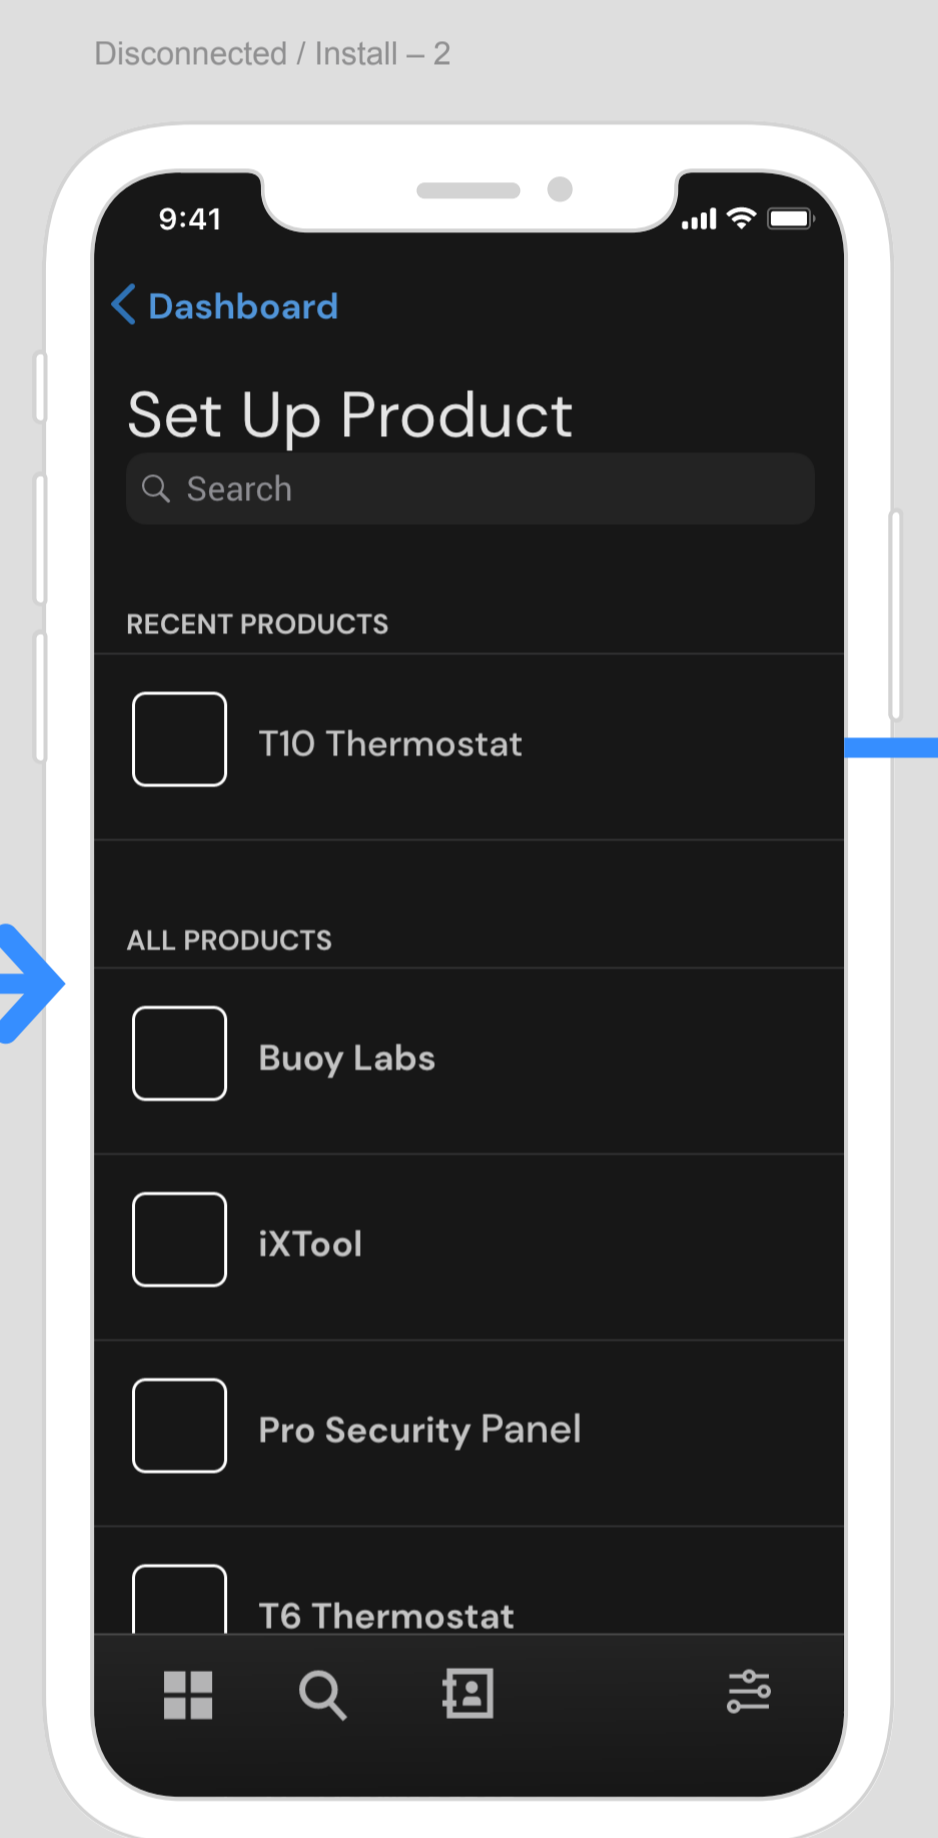 Disconnected / Install – 2
9:41
Dashboard
Set Up Product
Search
RECENT PRODUCTS
T10 Thermostat
ALL PRODUCTS
Buoy Labs
iXTool
Pro Security Panel
T6 Thermostat